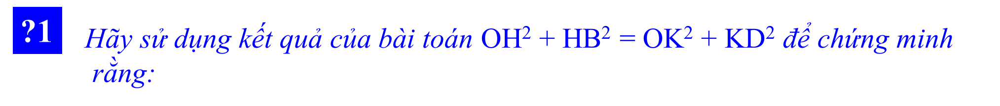 ?1 Hãy sử dụng kết quả của bài toán OH² + HB² = OK² + KD² để chứng minh
rằng: